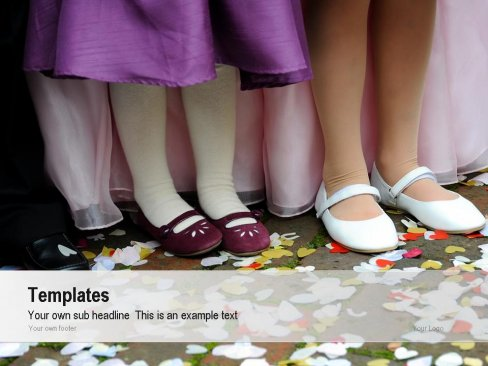 Templates
Your own sub headline  This is an example text
Your own footer
Your Logo